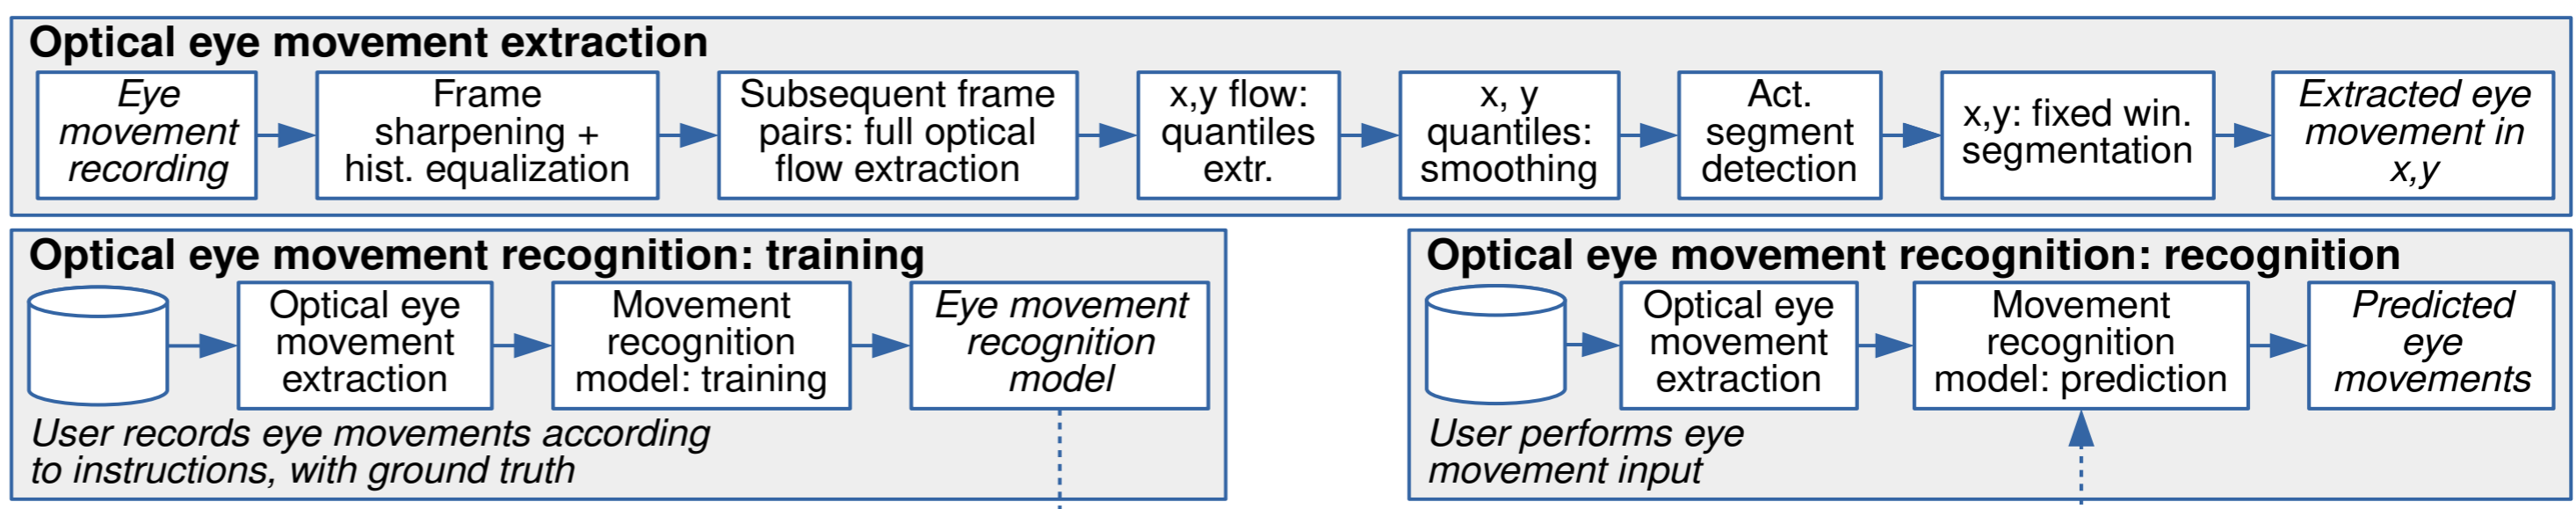 Optical eye movement extraction
Eye
movement
recording
Frame
sharpening +
hist. equalization
Subsequent frame
pairs: full optical
flow extraction
x,y flow:
quantiles
extr.
x, y
quantiles:
smoothing
Act.
segment
detection
x,y: fixed win.
segmentation
Extracted eye
movement in
x,y
Optical eye movement recognition: training
Optical eye
movement
extraction
Movement
recognition
model: training
Eye movement
recognition
model
User records eye movements according
to instructions, with ground truth
Optical eye movement recognition: recognition
Optical eye
movement
extraction
Movement
recognition
model: prediction
Predicted
eye
movements
User performs eye
movement input